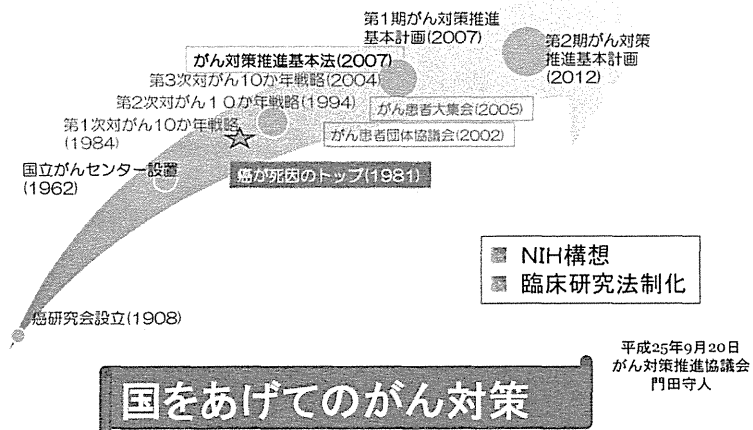 第1期がん対策推進
基本計画(2007)
第2期がん対策
推進基本計画
(2012)
がん対策推進基本法(2007)
第3次対がん10か年戦略(2004)
第2次対がん10か年戦略(1994)
がん患者大集会(2005)
第1次対がん10か年戦略
(1984)
がん患者団体協議会(2002)
国立がんセンター設置
(1962)
癌が死因のトップ(1981)
NIH構想
臨床研究法制化
癌研究会設立(1908)
平成25年9月20日
がん対策推進協議会
門田守人
国をあげてのがん対策